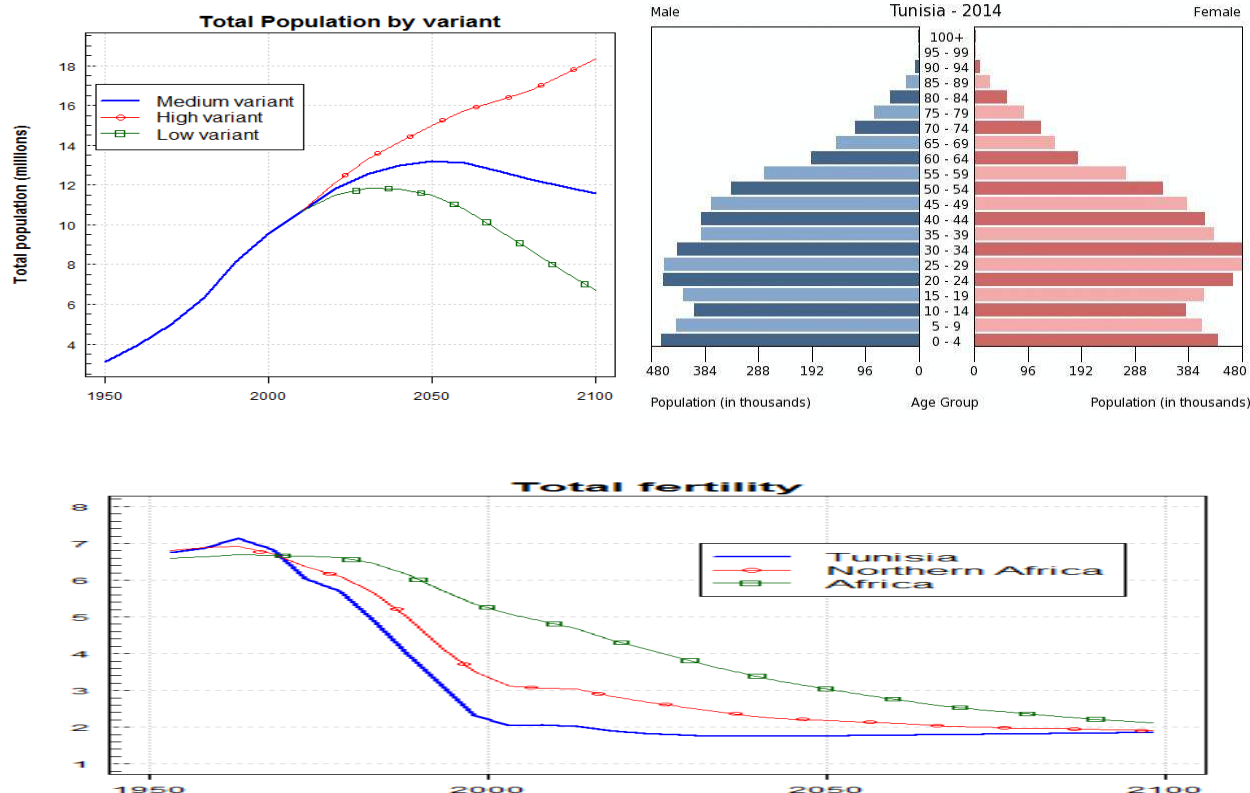 Total Population by variant
Total population (millions)
18
16
14
12
10
8
6
4
Medium variant
High variant
Low variant
1950 2000 2050 2100
Male Tunisia - 2014 Female
100+
95 - 99
90 - 94
85 - 89
80 - 84
75 - 79
70 - 74
65 - 69
60 - 64
55 - 59
50 - 54
45 - 49
40 - 44
35 - 39
30 - 34
25 - 29
20 - 24
15 - 19
10 - 14
5 - 9
0 - 4
480 384 288 192 96 0 0 96 192 288 384 480
Population (in thousands) Age Group Population (in thousands)
Total fertility
8
7
6
5
4
3
2
1
Tunisia
Northern Africa
Africa
1950 2000 2050 2100